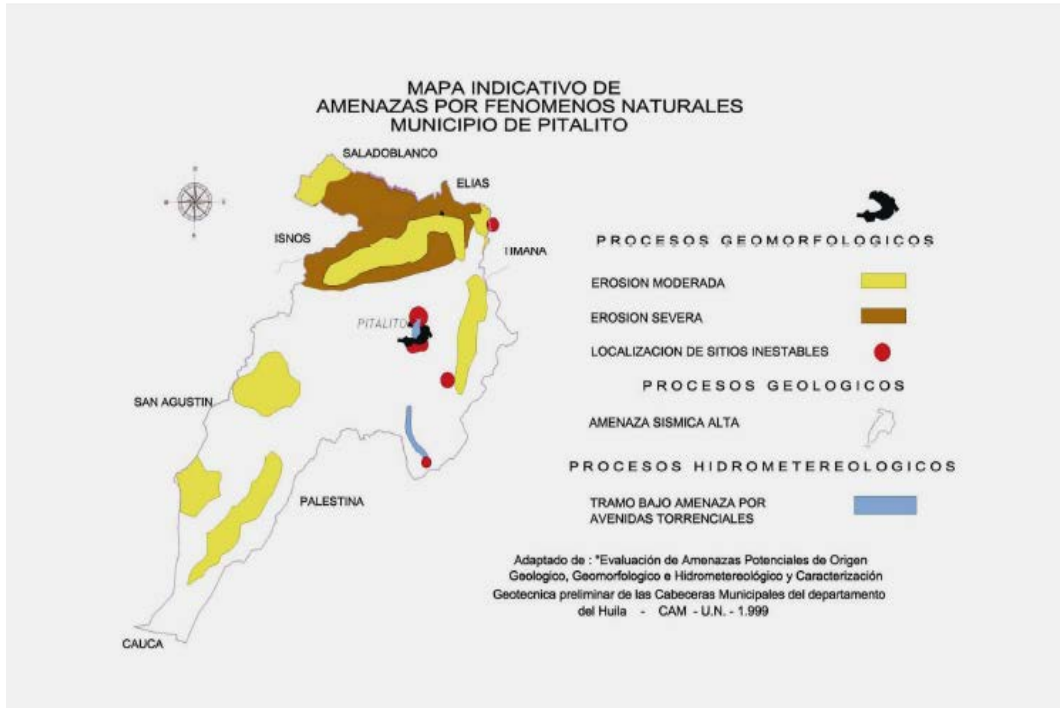 MAPA INDICATIVO DE
AMENAZAS POR FENOMENOS NATURALES
MUNICIPIO DE PITALITO
SALADOBLANCO
ELIAS
ISNOS
TIMANA
PITALITO
SAN AGUSTIN
PALESTINA
CAUCA
PROCESOS GEOMORFOLOGICOS
EROSION MODERADA
EROSION SEVERA
LOCALIZACION DE SITIOS INESTABLES
PROCESOS GEOLOGICOS
AMENAZA SISMICA ALTA
PROCESOS HIDROMETEREOLOGICOS
TRAMO BAJO AMENAZA POR
AVENIDAS TORRENCIALES
Adaptado de : "Evaluación de Amenazas Potenciales de Origen
Geologico, Geomorfologico e Hidrometereológico y Caracterización
Geotecnica preliminar de las Cabeceras Municipales del departamento
del Huila - CAM - U.N. - 1.999